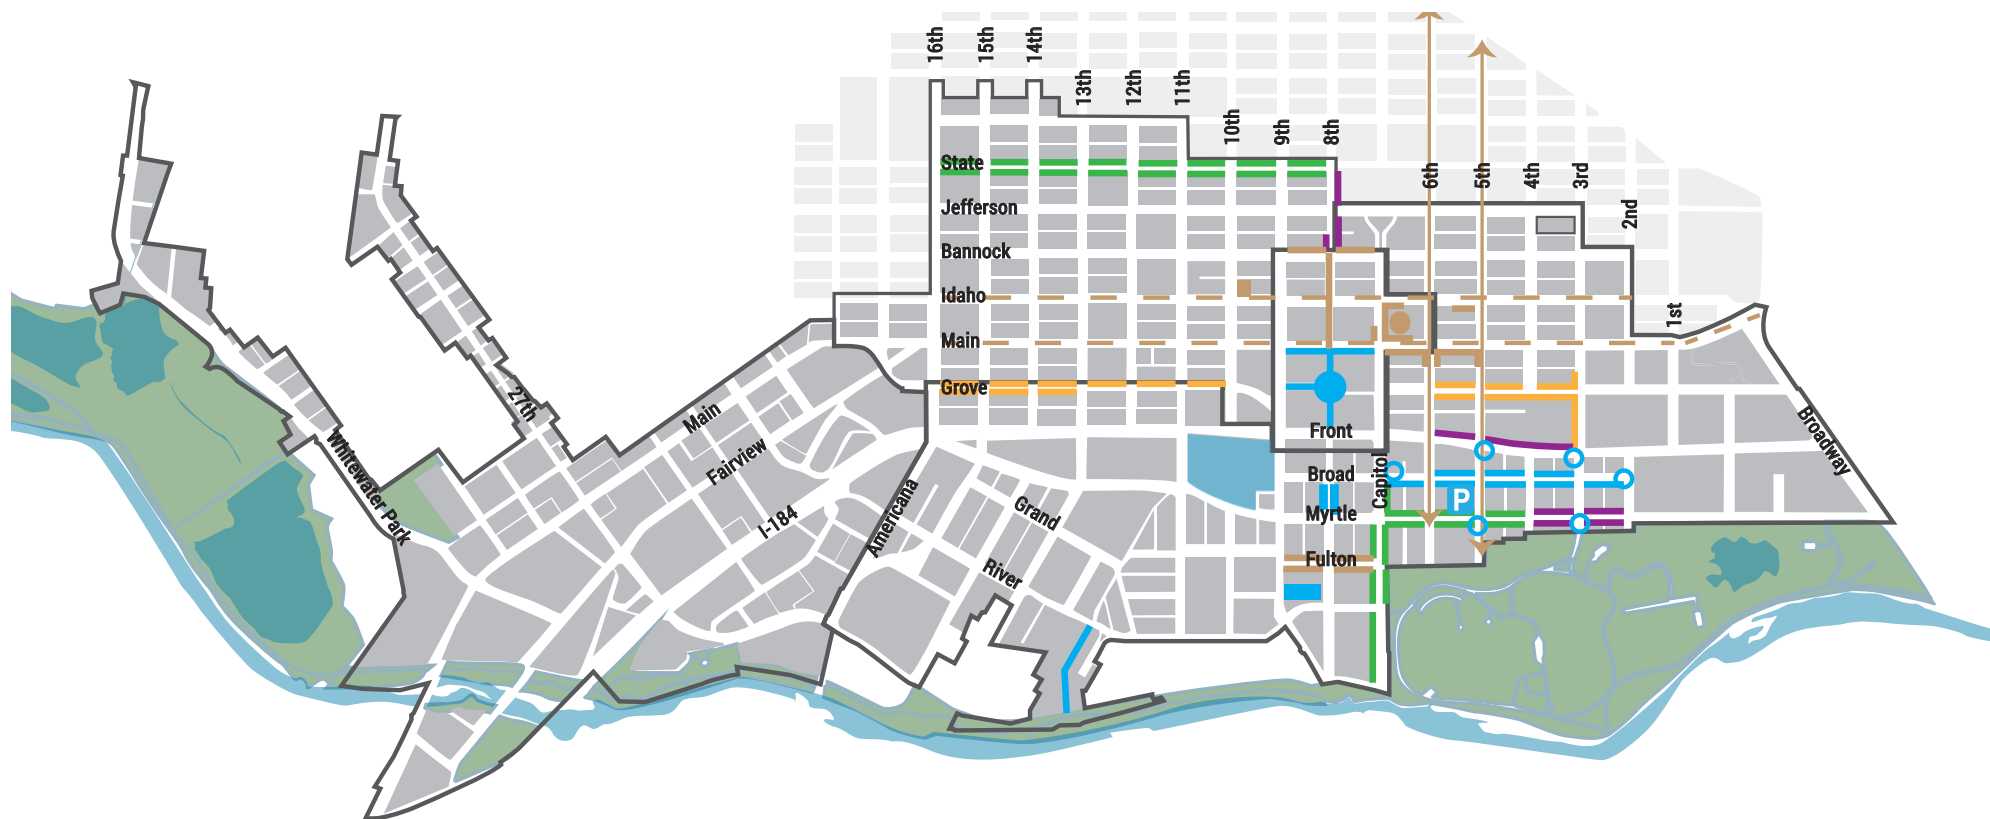 16th
15th
14th
13th
12th
11th
10th
9th
8th
6th
5th
4th
3rd
2nd
1st
State
Jefferson
Bannock
Idaho
Main
Grove
27th
Main
Fairview
I-184
Whitewater Park
Americana
Grand
River
Front
Broad
Capitol
Myrtle
Fulton
P
Broadway